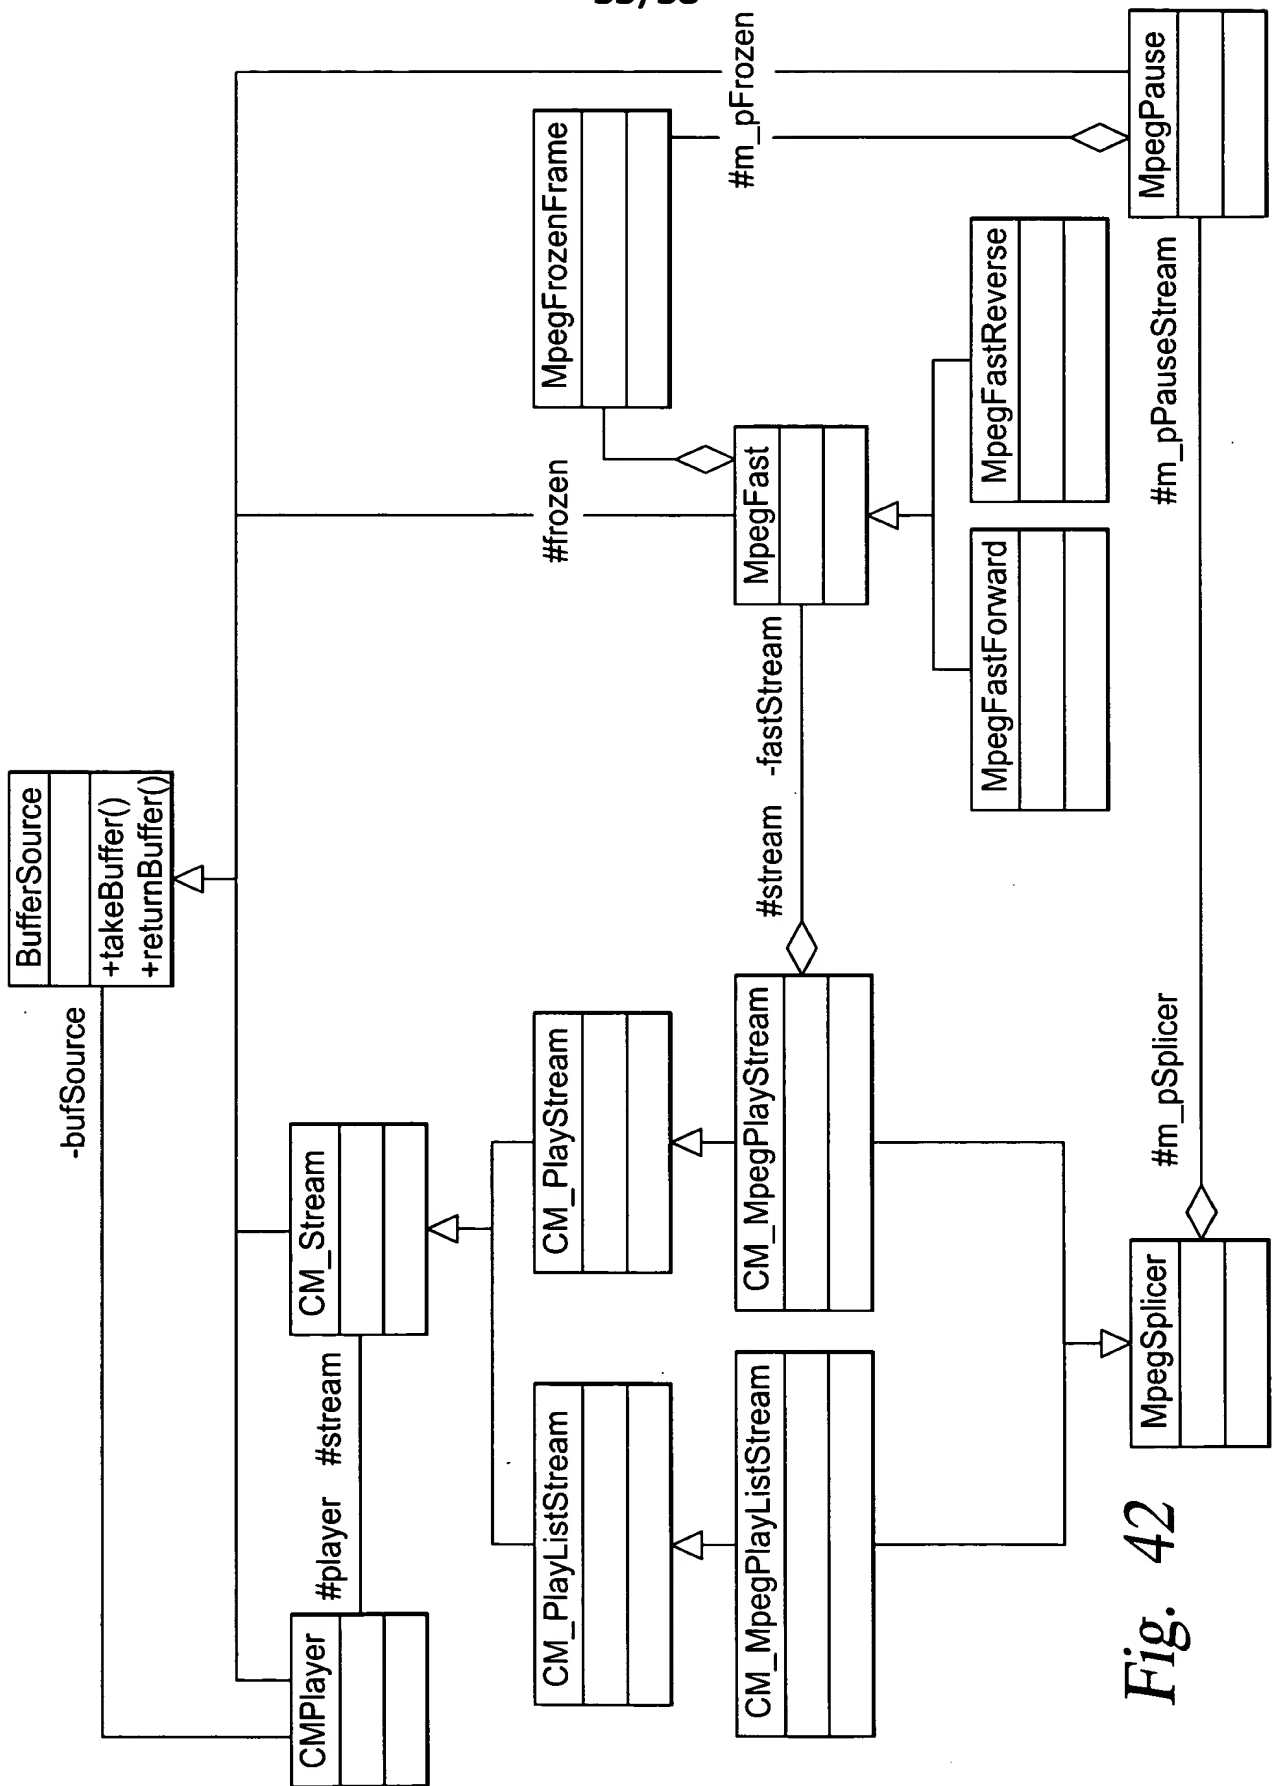 BufferSource
+takeBuffer()
+returnBuffer()
-bufSource
CMPlayer
#player
#stream
CM_Stream
CM_PlayListStream
CM_PlayStream
#frozen
MpegFrozenFrame
#m_pFrozen
CM_MpegPlayListStream
CM_MpegPlayStream
#stream
-fastStream
MpegFast
MpegFastForward
MpegFastReverse
MpegSplicer
#m_pSplicer
#m_pPauseStream
MpegPause
Fig. 42